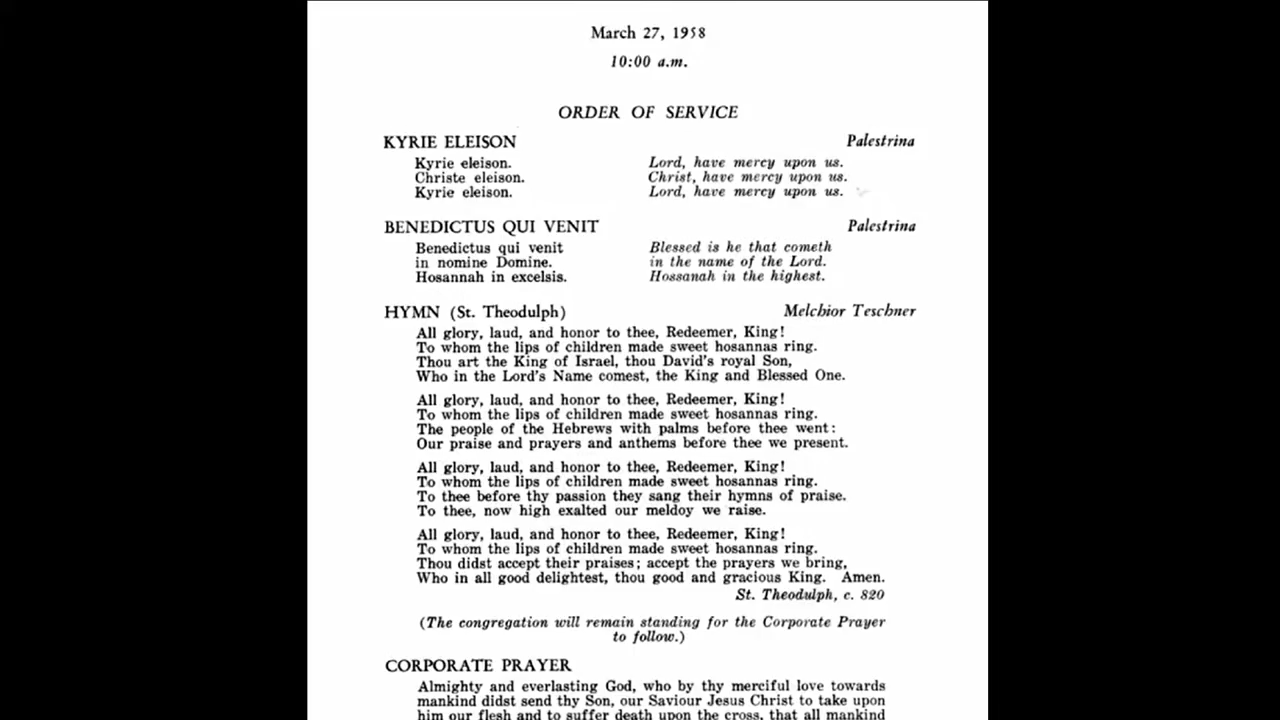 March 27, 1958
10:00 a.m.
ORDER OF SERVICE
KYRIE ELEISON Palestrina
Kyrie eleison. Lord, have mercy upon us.
Christe eleison. Christ, have mercy upon us.
Kyrie eleison. Lord, have mercy upon us.
BENEDICTUS QUI VENIT Palestrina
Benedictus qui venit Blessed is he that cometh
in nomine Domine. in the name of the Lord.
Hosannah in excelsis. Hossanah in the highest.
HYMN (St. Theodulph) Melchior Teschner
All glory, laud, and honor to thee, Redeemer, King!
To whom the lips of children made sweet hosannas ring.
Thou art the King of Israel, thou David's royal Son,
Who in the Lord's Name comest, the King and Blessed One.
All glory, laud, and honor to thee, Redeemer, King!
To whom the lips of children made sweet hosannas ring.
The people of the Hebrews with palms before thee went:
Our praise and prayers and anthems before thee we present.
All glory, laud, and honor to thee, Redeemer, King!
To whom the lips of children made sweet hosannas ring.
To thee before thy passion they sang their hymns of praise.
To thee, now high exalted our meldoy we raise.
All glory, laud, and honor to thee, Redeemer, King!
To whom the lips of children made sweet hosannas ring.
Thou didst accept their praises; accept the prayers we bring,
Who in all good delightest, thou good and gracious King. Amen.
St. Theodulph, c. 820
(The congregation will remain standing for the Corporate Prayer
to follow.)
CORPORATE PRAYER
Almighty and everlasting God, who by thy merciful love towards
mankind didst send thy Son, our Saviour Jesus Christ to take upon
him our flesh and to suffer death upon the cross, that all mankind